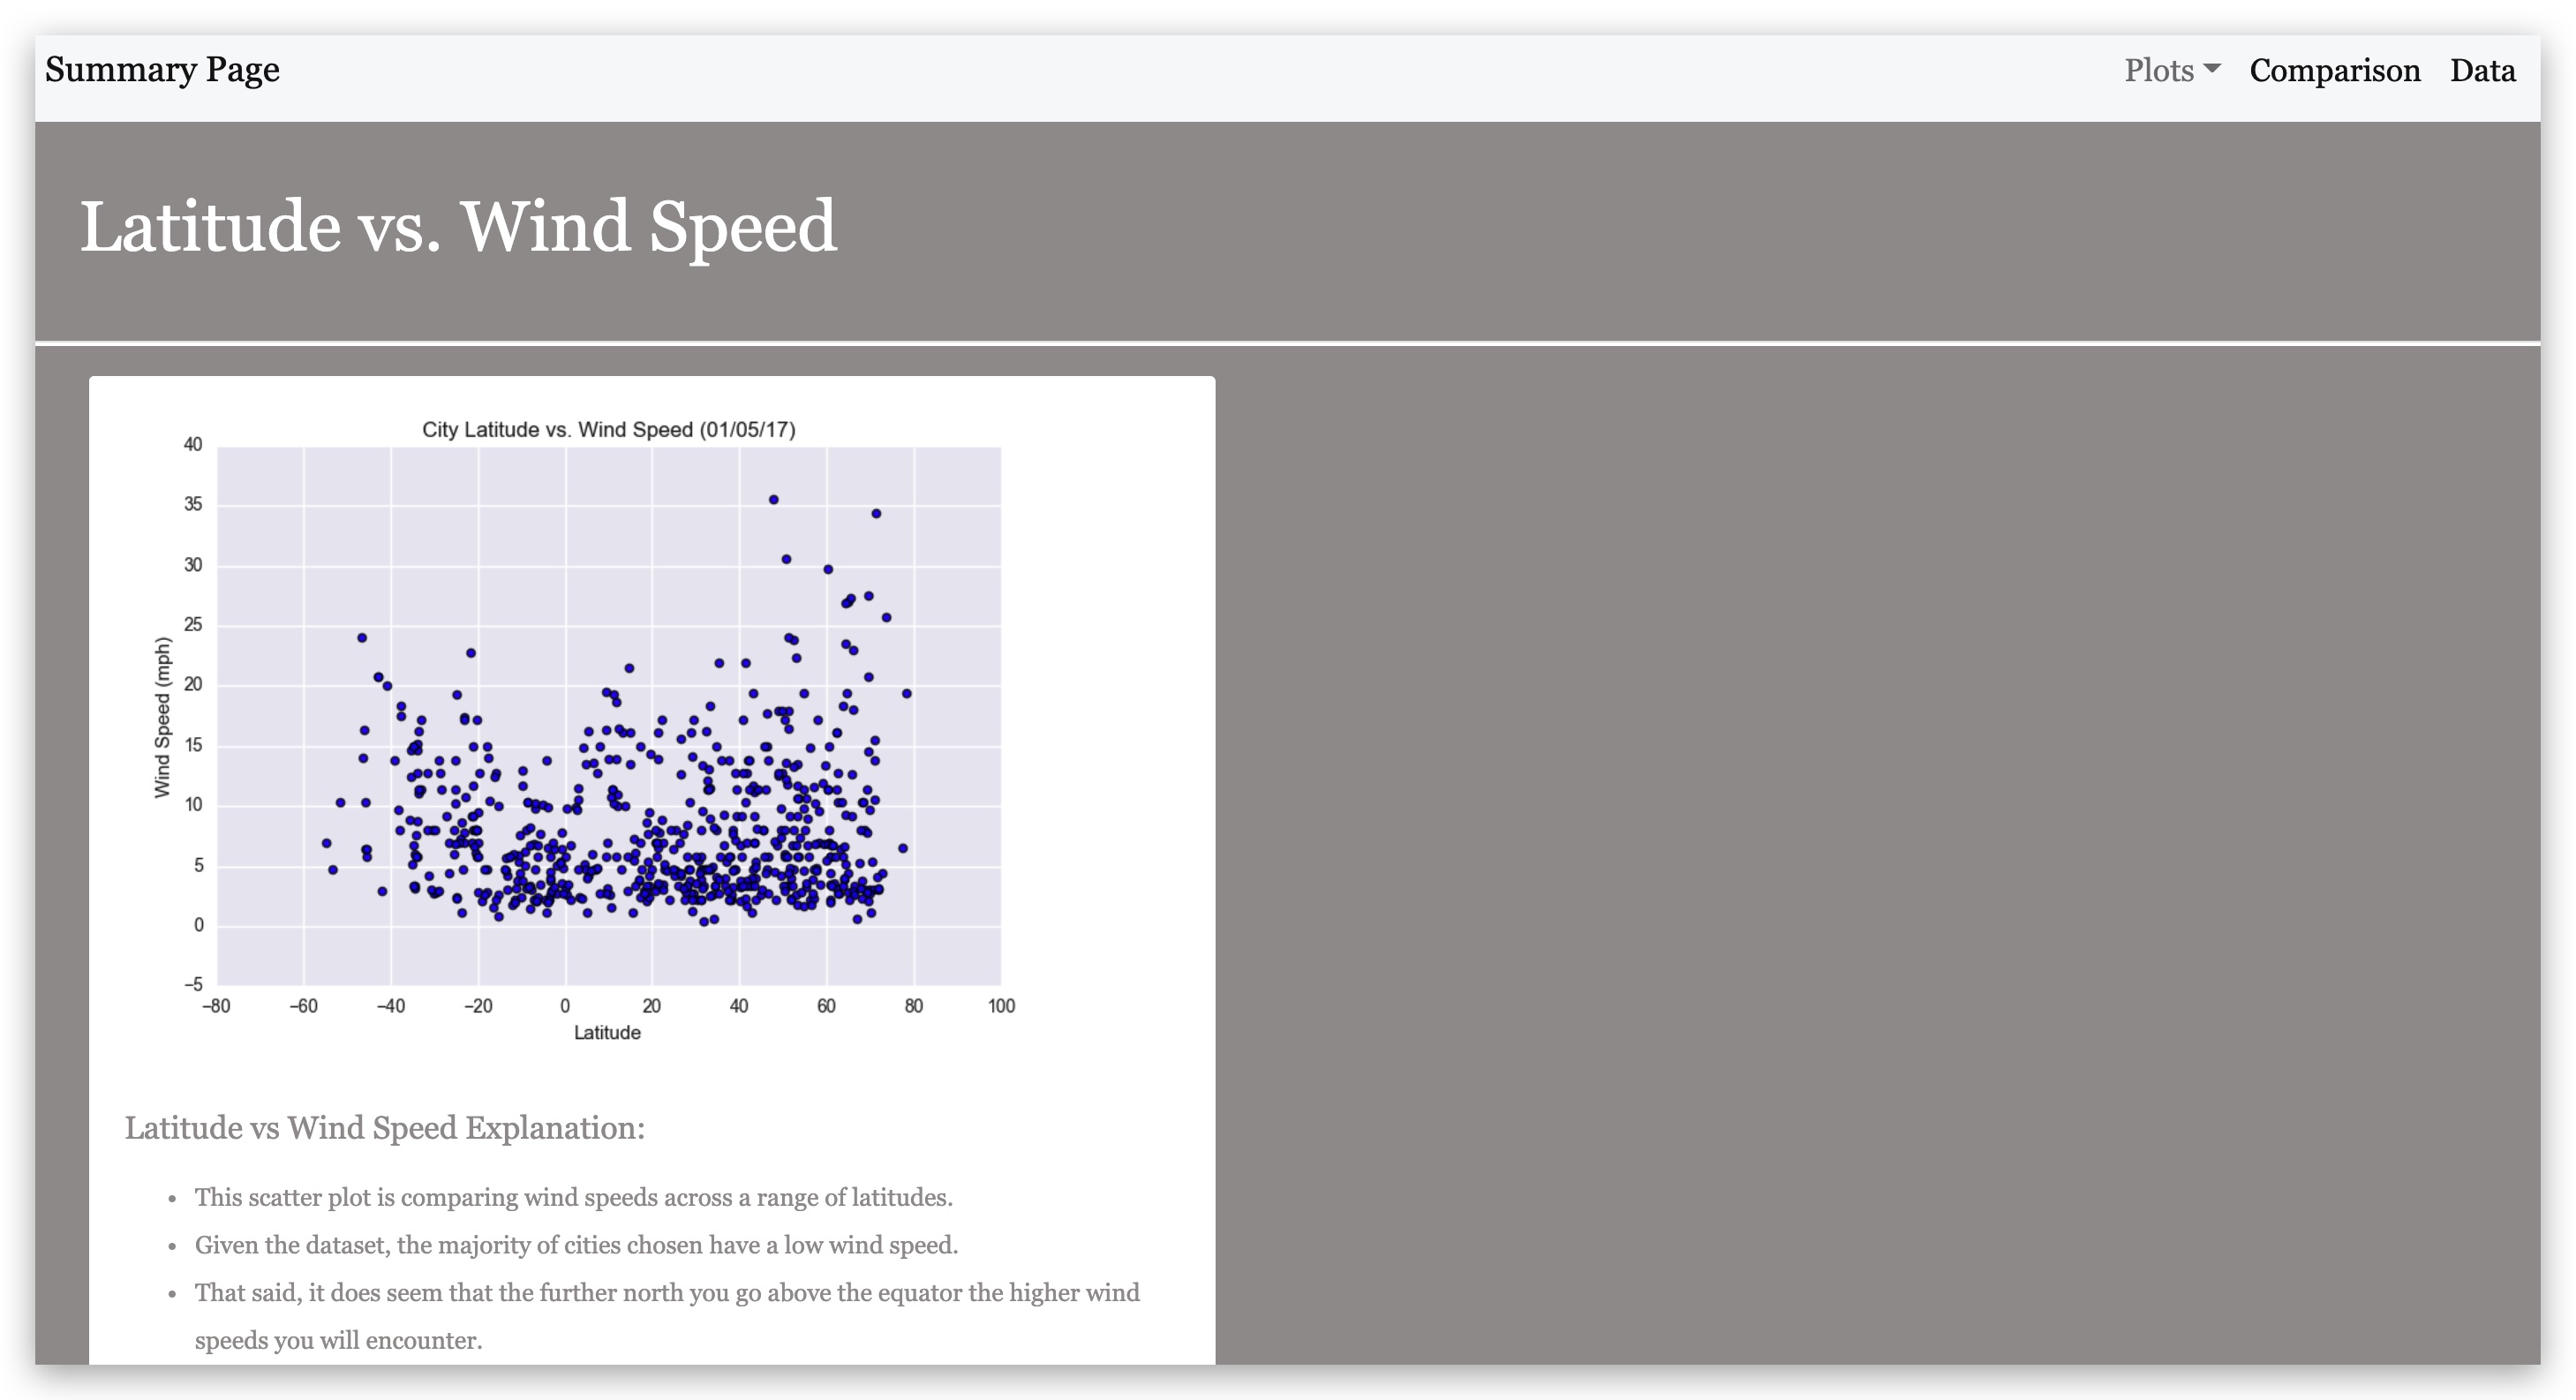 Summary Page
Plots Comparison Data
Latitude vs. Wind Speed
City Latitude vs. Wind Speed (01/05/17)
40
35
30
25
20
15
10
5
0
−5
Wind Speed (mph)
−80 −60 −40 −20 0 20 40 60 80 100
Latitude
Latitude vs Wind Speed Explanation:
• This scatter plot is comparing wind speeds across a range of latitudes.
• Given the dataset, the majority of cities chosen have a low wind speed.
• That said, it does seem that the further north you go above the equator the higher wind
speeds you will encounter.